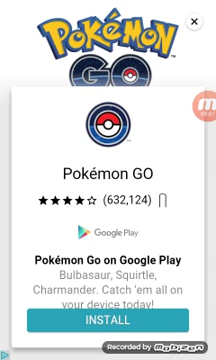 POKéMON
GO
Pokémon GO
(632,124)
Google Play
Pokémon Go on Google Play
Bulbasaur, Squirtle,
Charmander. Catch 'em all on
your device today!
INSTALL
Recorded by Mobizen